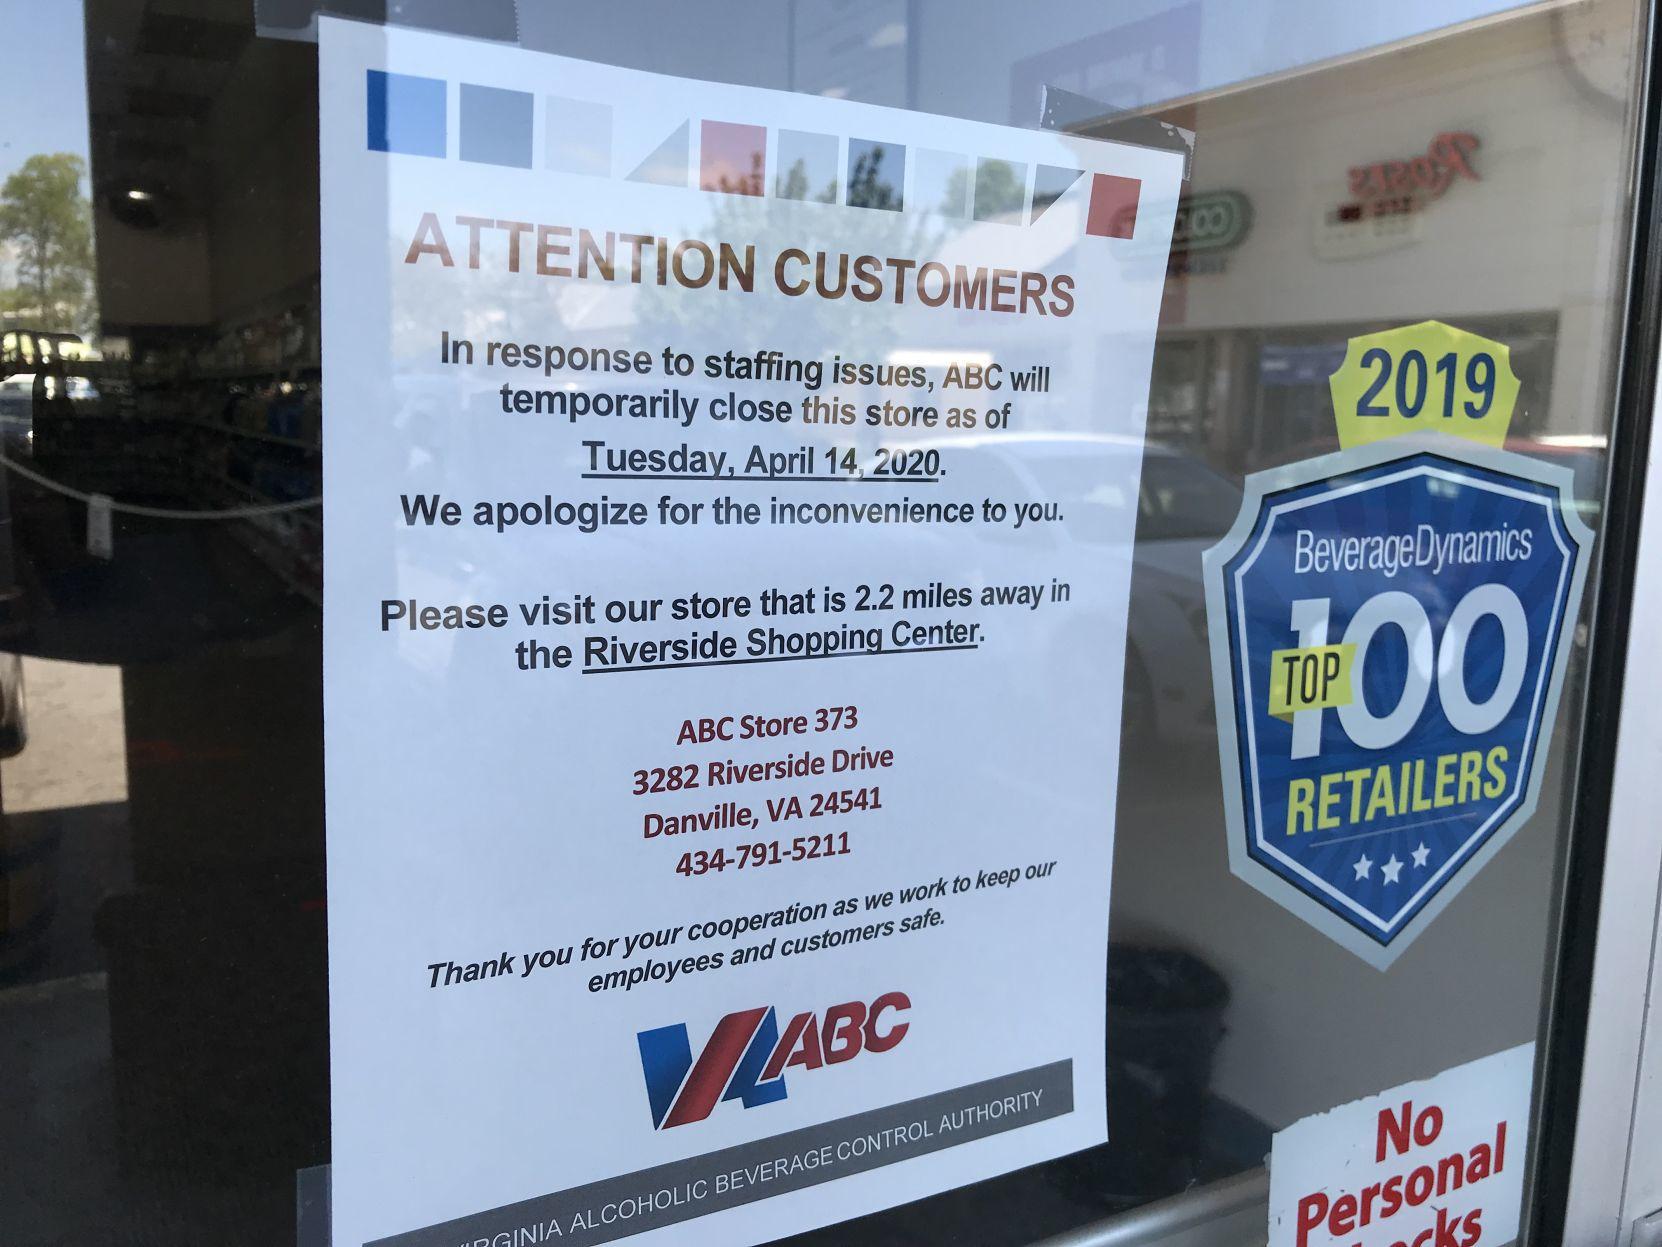 ATTENTION CUSTOMERS
In response to staffing issues, ABC will
temporarily close this store as of
Tuesday, April 14, 2020.
We apologize for the inconvenience to you.
Please visit our store that is 2.2 miles away in
the Riverside Shopping Center.
ABC Store 373
3282 Riverside Drive
Danville, VA 24541
434-791-5211
Thank you for your cooperation as we work to keep our
employees and customers safe.
VA ABC
VIRGINIA ALCOHOLIC BEVERAGE CONTROL AUTHORITY
2019
BeverageDynamics
TOP 100
RETAILERS
No
Personal
Roses